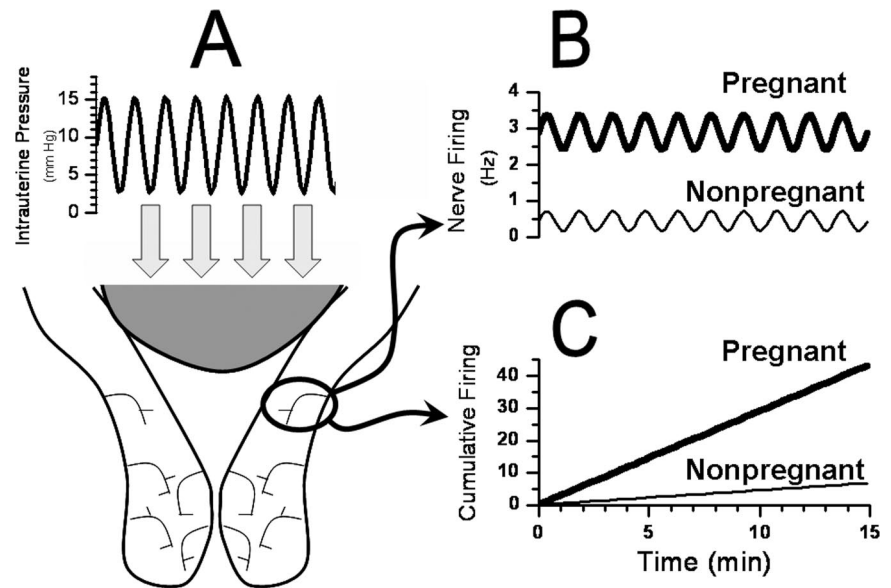 A
Intrauterine Pressure
(mm Hg)
15
10
5
0
B
Nerve Firing
(Hz)
4
3
2
1
0
Pregnant
Nonpregnant
C
Cumulative Firing
40
30
20
10
0
Pregnant
Nonpregnant
0 5 10 15
Time (min)